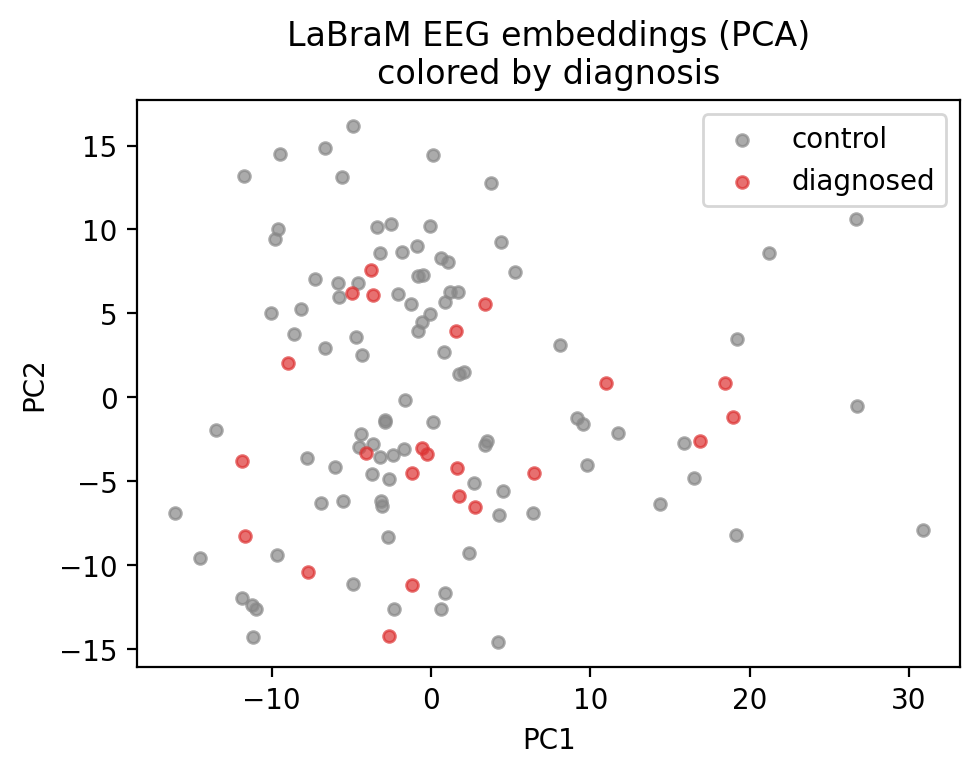 LaBraM EEG embeddings (PCA)
colored by diagnosis
control
diagnosed
15
10
5
0
−5
−10
−15
PC2
−10 0 10 20 30
PC1